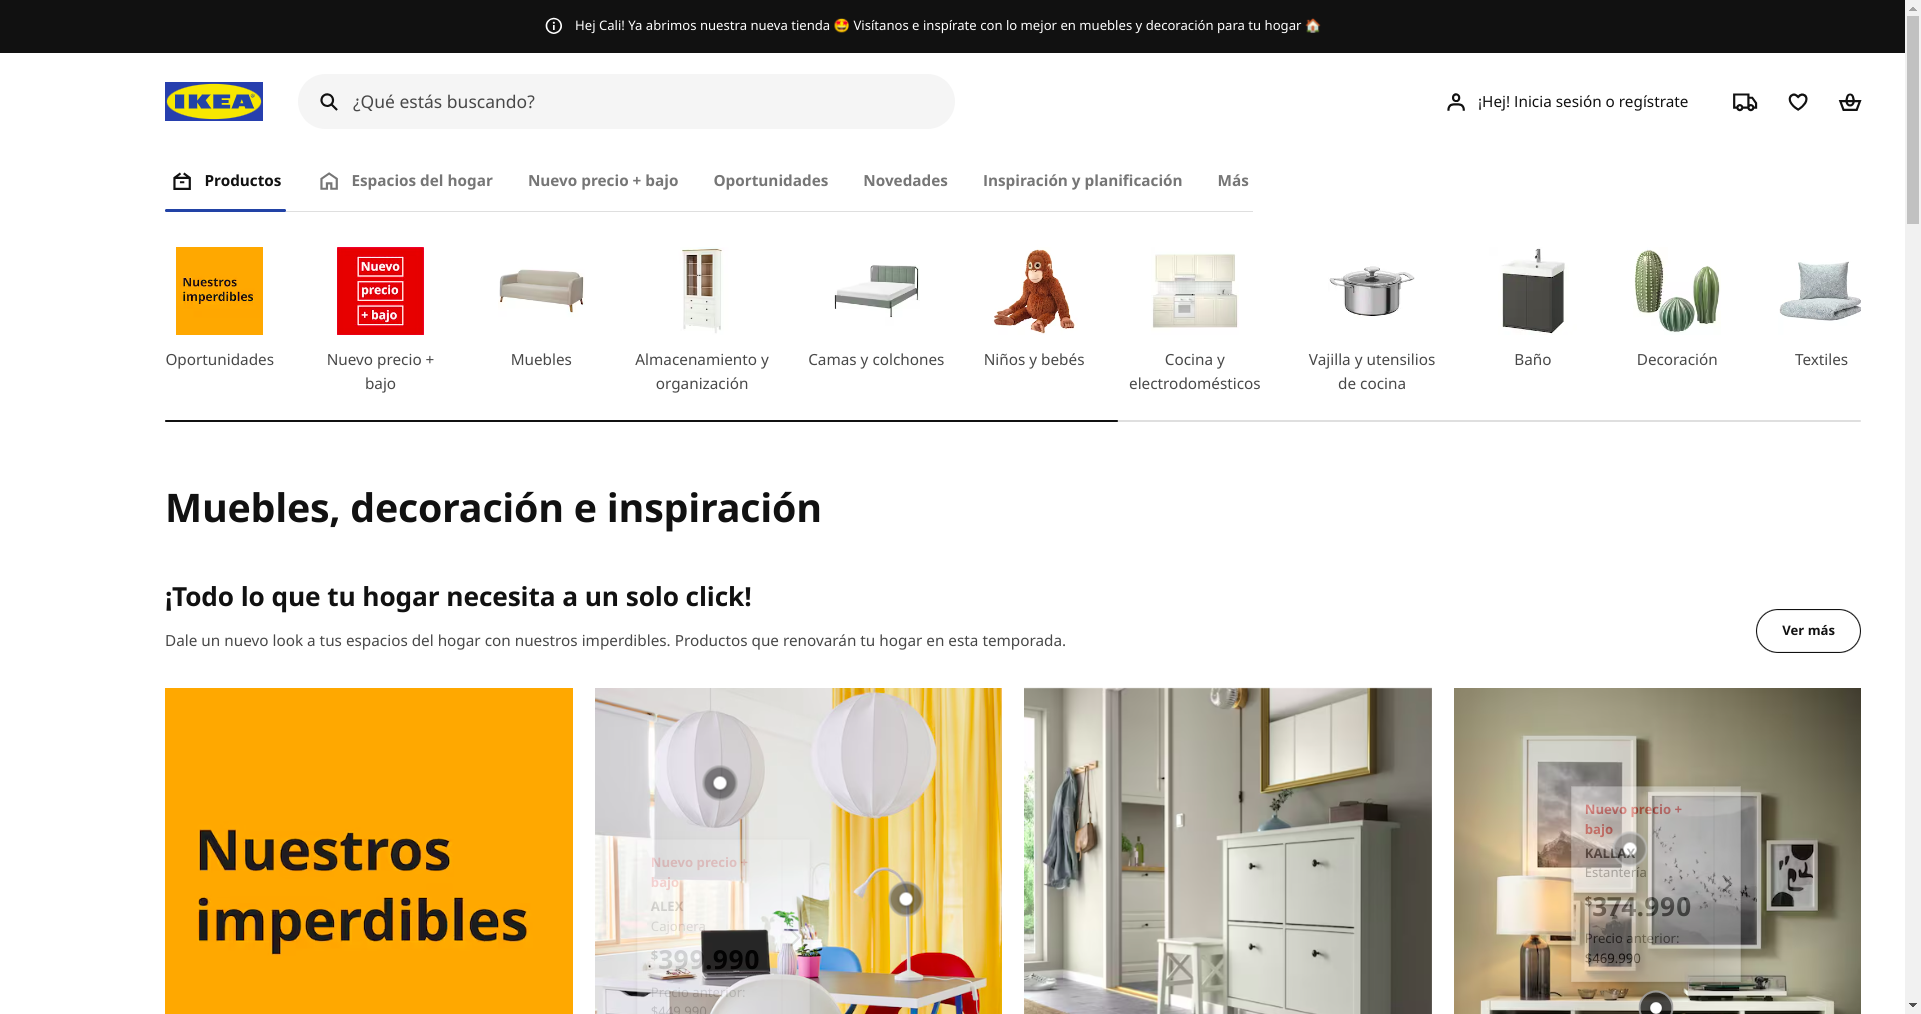 Hej Cali! Ya abrimos nuestra nueva tienda 🤩 Visítanos e inspírate con lo mejor en muebles y decoración para tu hogar 🏠
IKEA
¿Qué estás buscando?
¡Hej! Inicia sesión o regístrate
Productos
Espacios del hogar
Nuevo precio + bajo
Oportunidades
Novedades
Inspiración y planificación
Más
Nuestros
imperdibles
Nuevo
precio
+ bajo
Oportunidades
Nuevo precio +
bajo
Muebles
Almacenamiento y
organización
Camas y colchones
Niños y bebés
Cocina y
electrodomésticos
Vajilla y utensilios
de cocina
Baño
Decoración
Textiles
Muebles, decoración e inspiración
¡Todo lo que tu hogar necesita a un solo click!
Dale un nuevo look a tus espacios del hogar con nuestros imperdibles. Productos que renovarán tu hogar en esta temporada.
Ver más
Nuestros
imperdibles
Nuevo precio +
bajo
ALEX
Cajonera
$399.990
Precio anterior:
$449.990
Nuevo precio +
bajo
KALLAX
Estantería
$374.990
Precio anterior:
$469.990